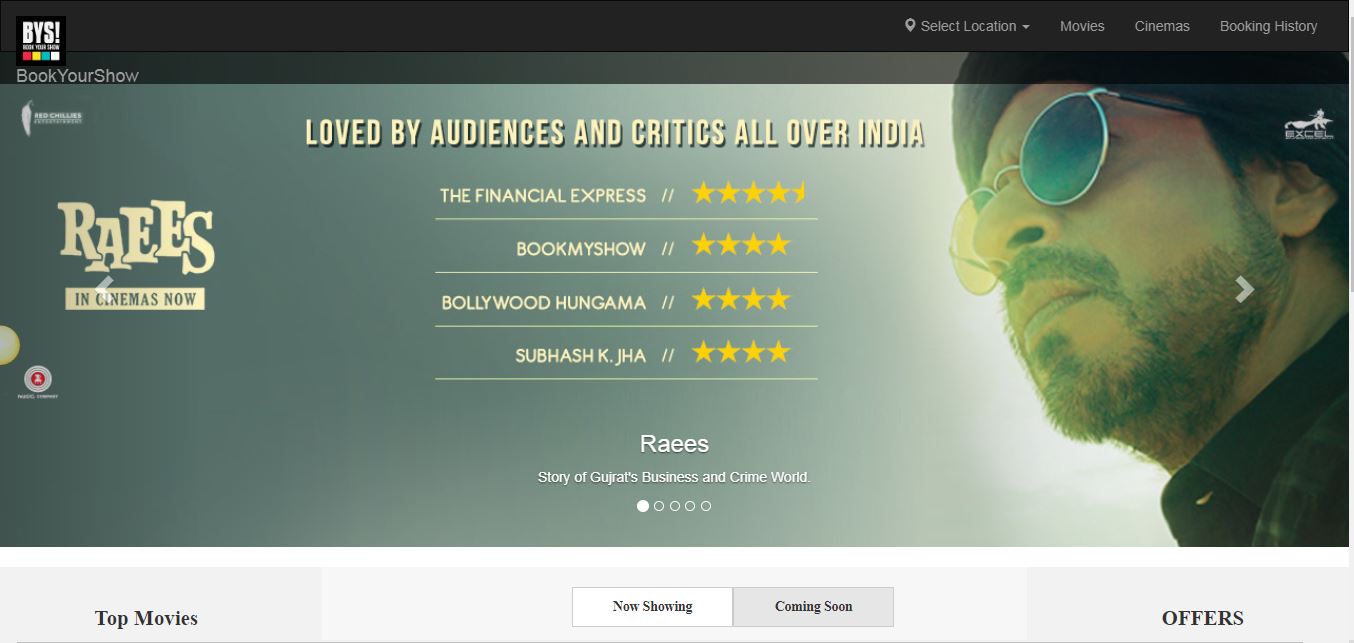 BYS!
BOOK YOUR SHOW
BookYourShow
Select Location
Movies
Cinemas
Booking History
RED CHILLIES
ENTERTAINMENT
EXCEL
LOVED BY AUDIENCES AND CRITICS ALL OVER INDIA
THE FINANCIAL EXPRESS //
BOOKMYSHOW //
BOLLYWOOD HUNGAMA //
SUBHASH K. JHA //
RAEES
IN CINEMAS NOW
Raees
Story of Gujrat's Business and Crime World.
Top Movies
Now Showing
Coming Soon
OFFERS